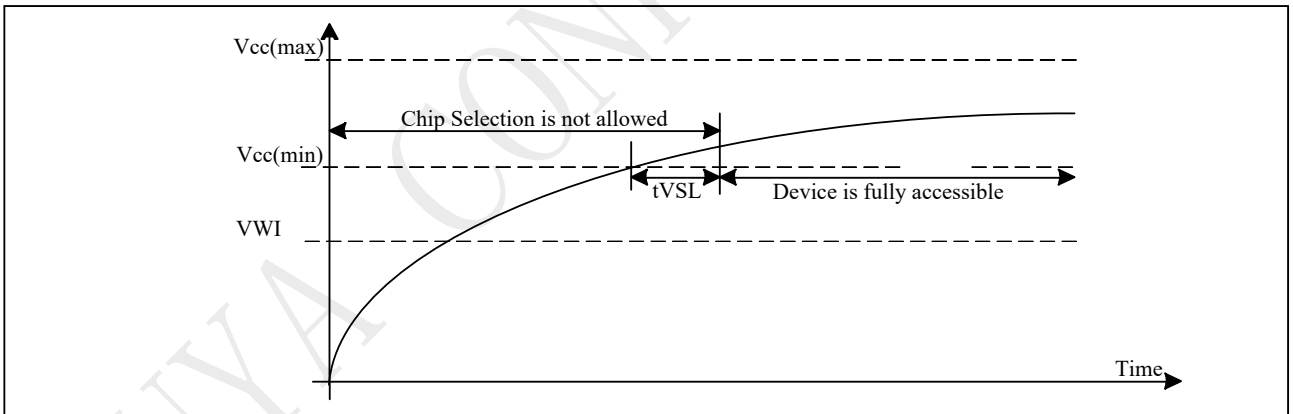 Vcc(max)
Chip Selection is not allowed
Vcc(min)
tVSL
Device is fully accessible
VWI
Time